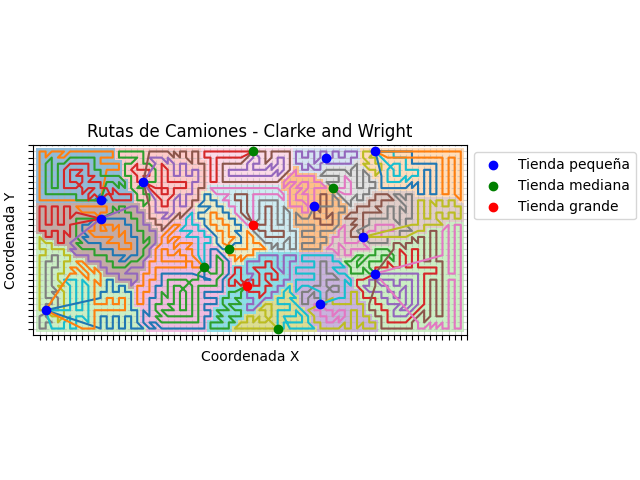 Rutas de Camiones - Clarke and Wright
Coordenada Y
Coordenada X
Tienda pequeña
Tienda mediana
Tienda grande